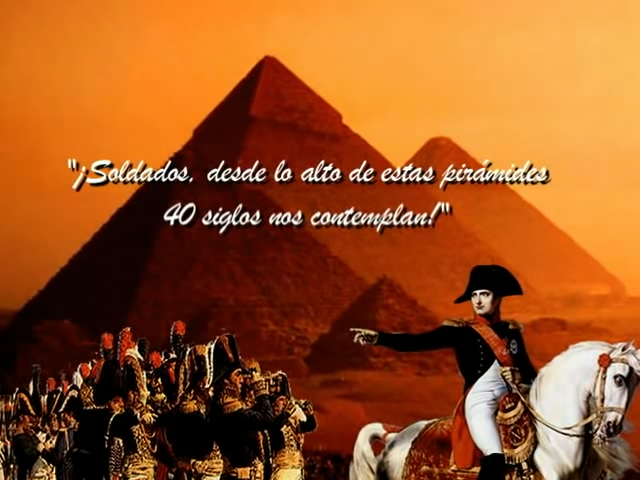 "¡Soldados, desde lo alto de estas pirámides
40 siglos nos contemplan!"